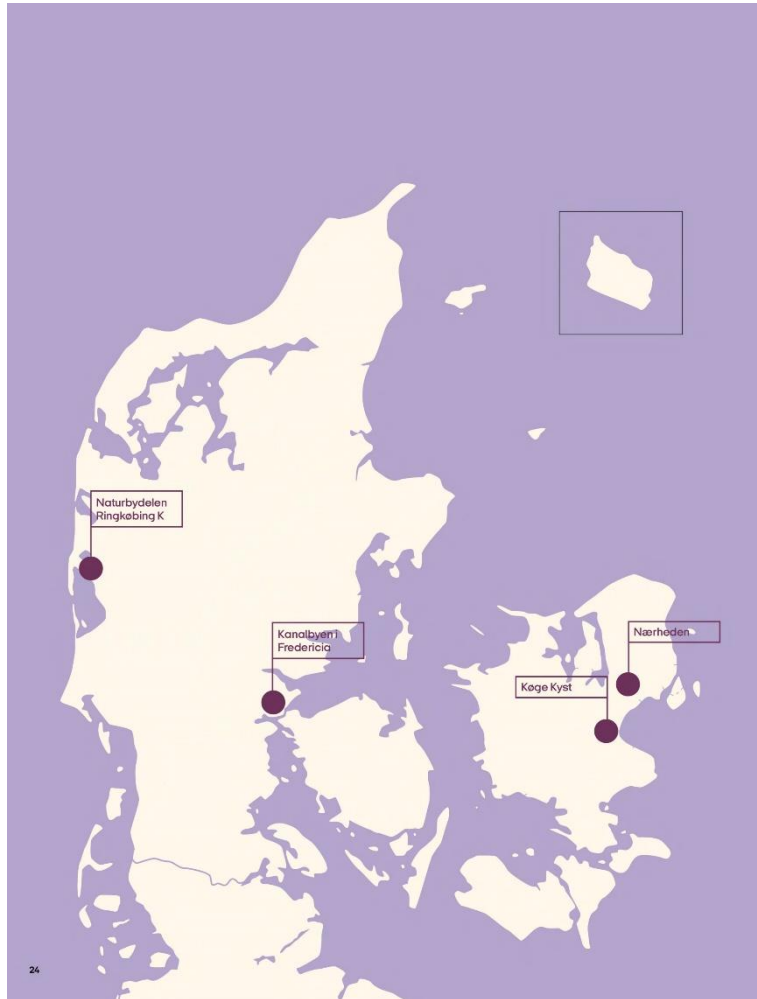 Naturbydelen
Ringkøbing K
Kanalbyen i
Fredericia
Nærheden
Køge Kyst
24